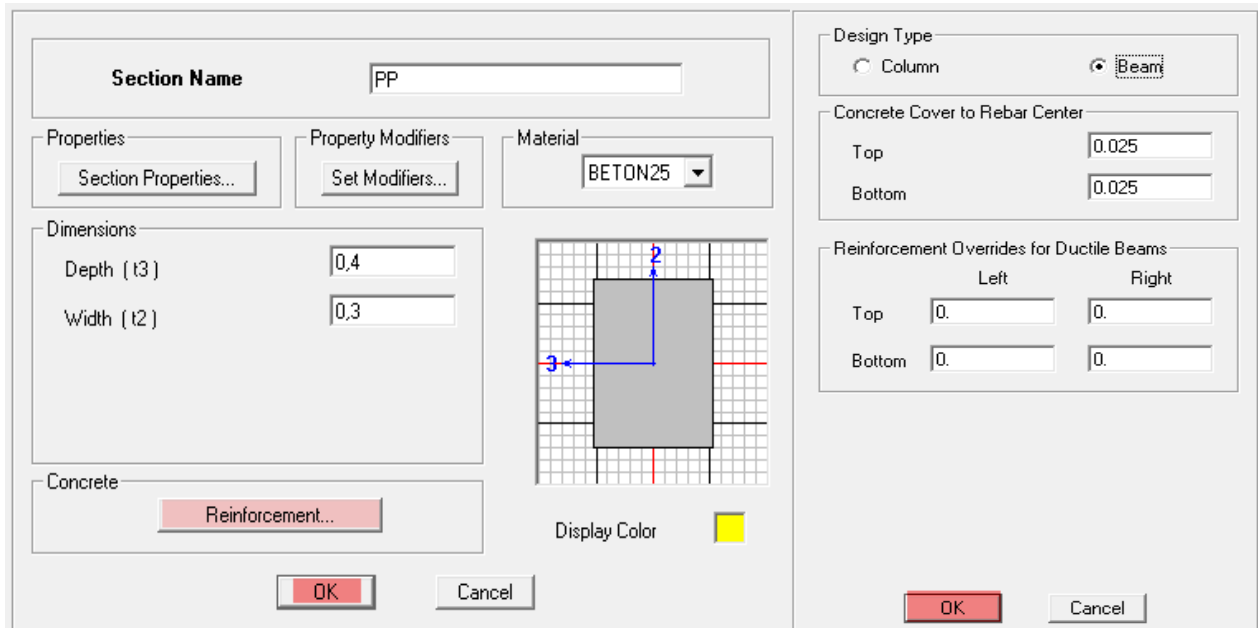 Section Name PP
Properties
Section Properties...
Property Modifiers
Set Modifiers...
Material
BETON25
Dimensions
Depth ( t3 ) 0,4
Width ( t2 ) 0,3
2
3
Concrete
Reinforcement...
Display Color
OK Cancel
Design Type
Column Beam
Concrete Cover to Rebar Center
Top 0.025
Bottom 0.025
Reinforcement Overrides for Ductile Beams
Left Right
Top 0. 0.
Bottom 0. 0.
OK Cancel